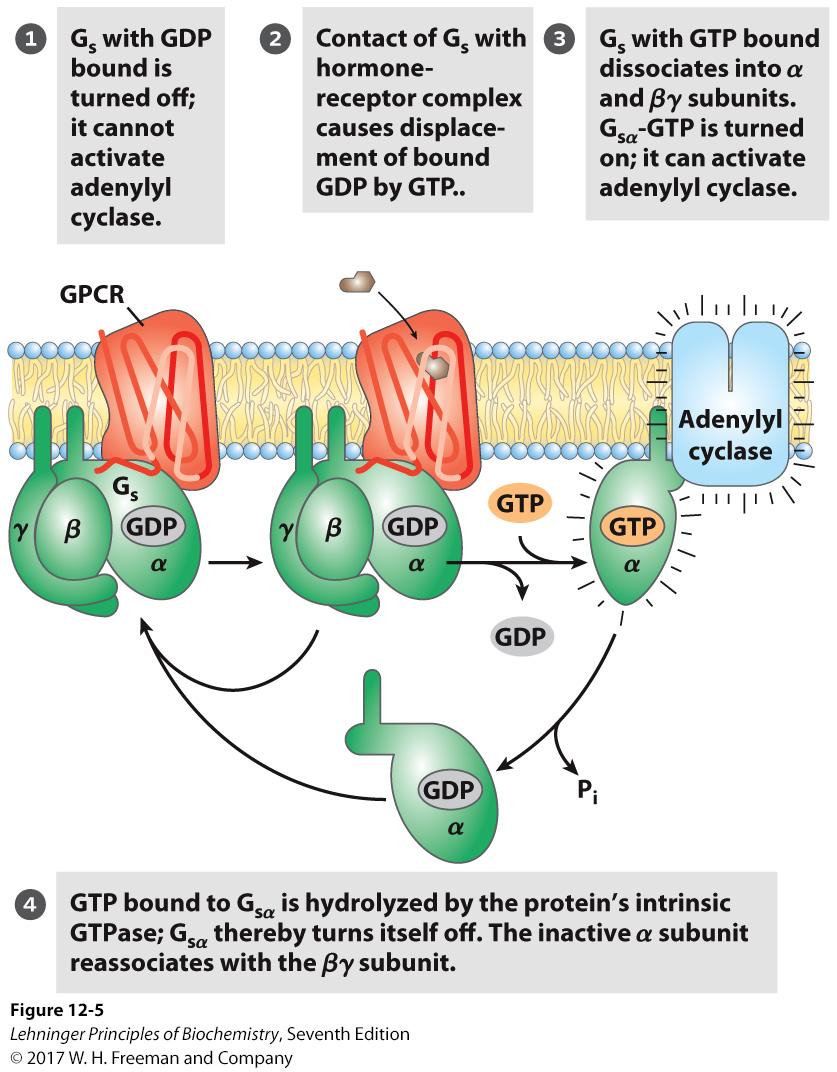 1
Gs with GDP
bound is
turned off;
it cannot
activate
adenylyl
cyclase.
2
Contact of Gs with
hormone-
receptor complex
causes displace-
ment of bound
GDP by GTP..
3
Gs with GTP bound
dissociates into α
and βγ subunits.
Gsα-GTP is turned
on; it can activate
adenylyl cyclase.
GPCR
Adenylyl
cyclase
Gs
γ
β
GDP
α
γ
β
GDP
α
GTP
GDP
GTP
α
GDP
α
Pi
4
GTP bound to Gsα is hydrolyzed by the protein’s intrinsic
GTPase; Gsα thereby turns itself off. The inactive α subunit
reassociates with the βγ subunit.
Figure 12-5
Lehninger Principles of Biochemistry, Seventh Edition
© 2017 W. H. Freeman and Company